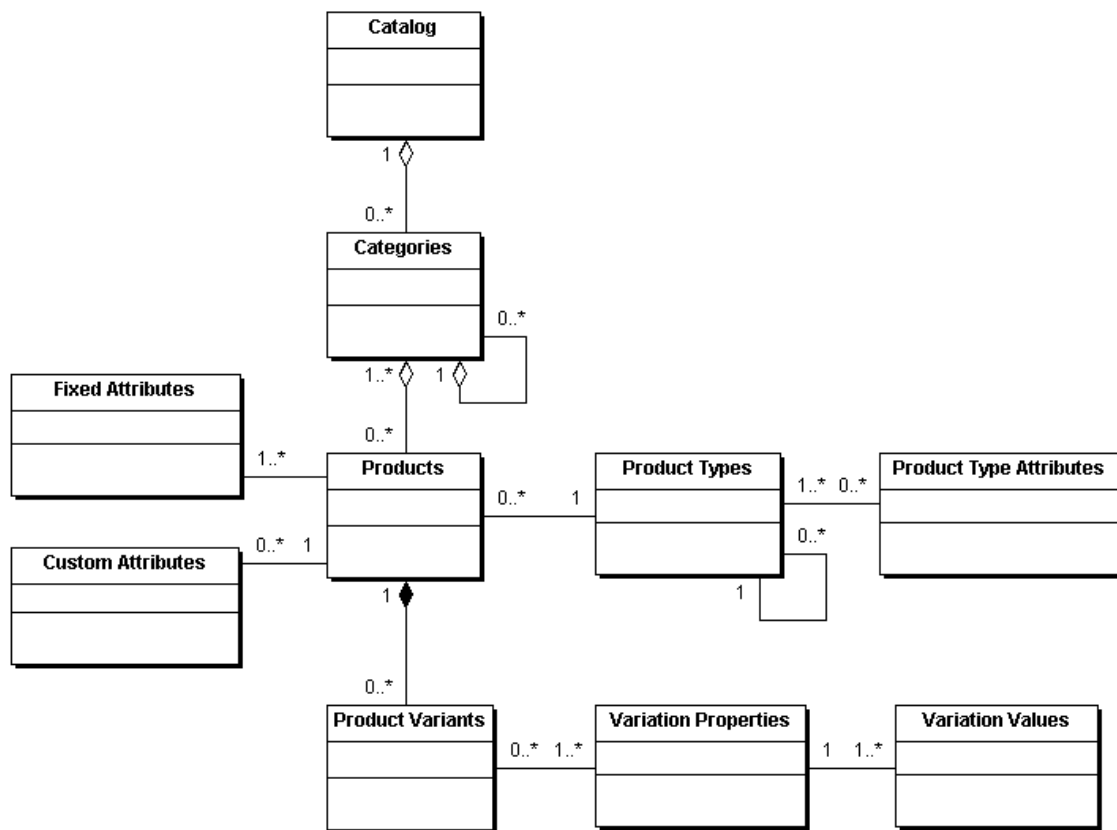 Catalog
1
0..*
Categories
0..*
1..*
1
0..*
Fixed Attributes
1..*
Products
Product Types
Product Type Attributes
0..*
1
1..*
0..*
0..*
1
Custom Attributes
0..*
1
1
0..*
Product Variants
Variation Properties
Variation Values
0..*
1..*
1
1..*